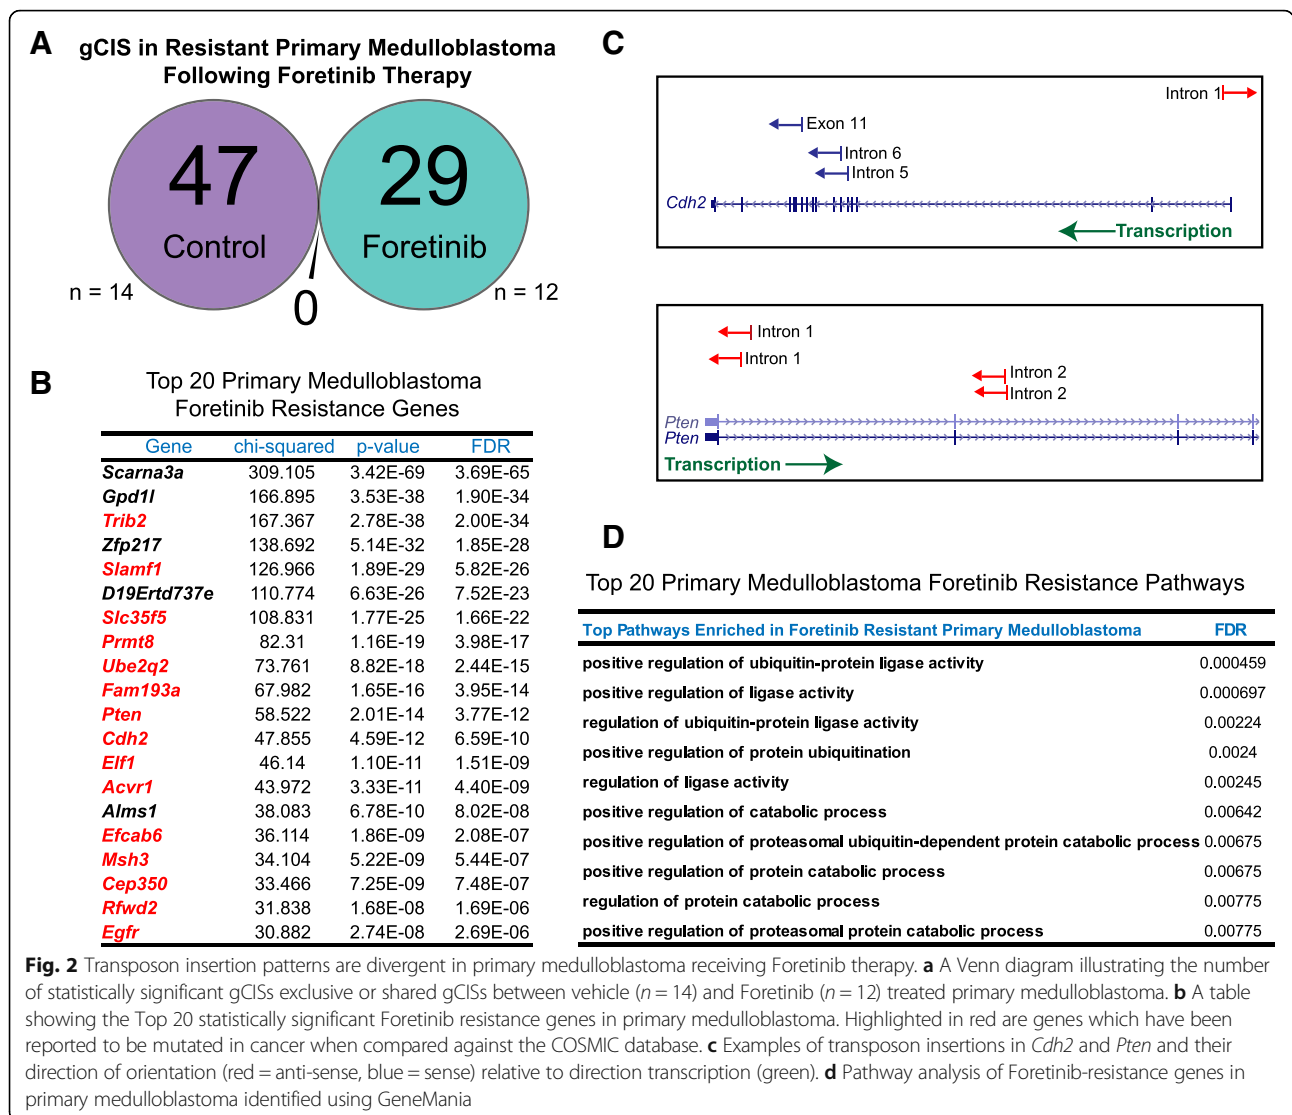 A
gCIS in Resistant Primary Medulloblastoma
Following Foretinib Therapy
47
Control
29
Foretinib
n = 14
0
n = 12
B
Top 20 Primary Medulloblastoma
Foretinib Resistance Genes
Gene chi-squared p-value FDR
Scarna3a 309.105 3.42E-69 3.69E-65
Gpd1l 166.895 3.53E-38 1.90E-34
Trib2 167.367 2.78E-38 2.00E-34
Zfp217 138.692 5.14E-32 1.85E-28
Slamf1 126.966 1.89E-29 5.82E-26
D19Ertd737e 110.774 6.63E-26 7.52E-23
Slc35f5 108.831 1.77E-25 1.66E-22
Prmt8 82.31 1.16E-19 3.98E-17
Ube2q2 73.761 8.82E-18 2.44E-15
Fam193a 67.982 1.65E-16 3.95E-14
Pten 58.522 2.01E-14 3.77E-12
Cdh2 47.855 4.59E-12 6.59E-10
Elf1 46.14 1.10E-11 1.51E-09
Acvr1 43.972 3.33E-11 4.40E-09
Alms1 38.083 6.78E-10 8.02E-08
Efcab6 36.114 1.86E-09 2.08E-07
Msh3 34.104 5.22E-09 5.44E-07
Cep350 33.466 7.25E-09 7.48E-07
Rfwd2 31.838 1.68E-08 1.69E-06
Egfr 30.882 2.74E-08 2.69E-06
C
Intron 1
Exon 11
Intron 6
Intron 5
Cdh2
Transcription
Intron 1
Intron 1
Intron 2
Intron 2
Pten
Pten
Transcription
D
Top 20 Primary Medulloblastoma Foretinib Resistance Pathways
Top Pathways Enriched in Foretinib Resistant Primary Medulloblastoma FDR
positive regulation of ubiquitin-protein ligase activity 0.000459
positive regulation of ligase activity 0.000697
regulation of ubiquitin-protein ligase activity 0.00224
positive regulation of protein ubiquitination 0.0024
regulation of ligase activity 0.00245
positive regulation of catabolic process 0.00642
positive regulation of proteasomal ubiquitin-dependent protein catabolic process 0.00675
positive regulation of protein catabolic process 0.00675
regulation of protein catabolic process 0.00775
positive regulation of proteasomal protein catabolic process 0.00775
Fig. 2 Transposon insertion patterns are divergent in primary medulloblastoma receiving Foretinib therapy. a A Venn diagram illustrating the number
of statistically significant gCISs exclusive or shared gCISs between vehicle (n = 14) and Foretinib (n = 12) treated primary medulloblastoma. b A table
showing the Top 20 statistically significant Foretinib resistance genes in primary medulloblastoma. Highlighted in red are genes which have been
reported to be mutated in cancer when compared against the COSMIC database. c Examples of transposon insertions in Cdh2 and Pten and their
direction of orientation (red = anti-sense, blue = sense) relative to direction transcription (green). d Pathway analysis of Foretinib-resistance genes in
primary medulloblastoma identified using GeneMania